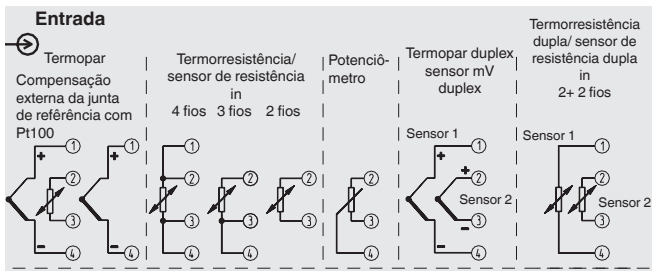 Entrada
Termopar
Compensação
externa da junta
de refêrência com
Pt100
+
1
2
3
-
4
+
1
-
4
Termorresistência/
sensor de resistência
in
4 fios 3 fios 2 fios
1
2
3
4
2
3
4
2
3
Potenciô-
metro
2
3
4
Termopar duplex
sensor mV
duplex
Sensor 1
+
1
+
2
Sensor 2
3
-
-
4
Termorresistência
dupla/ sensor de
resistência dupla
in
2+ 2 fios
Sensor 1
1
2
Sensor 2
3
4